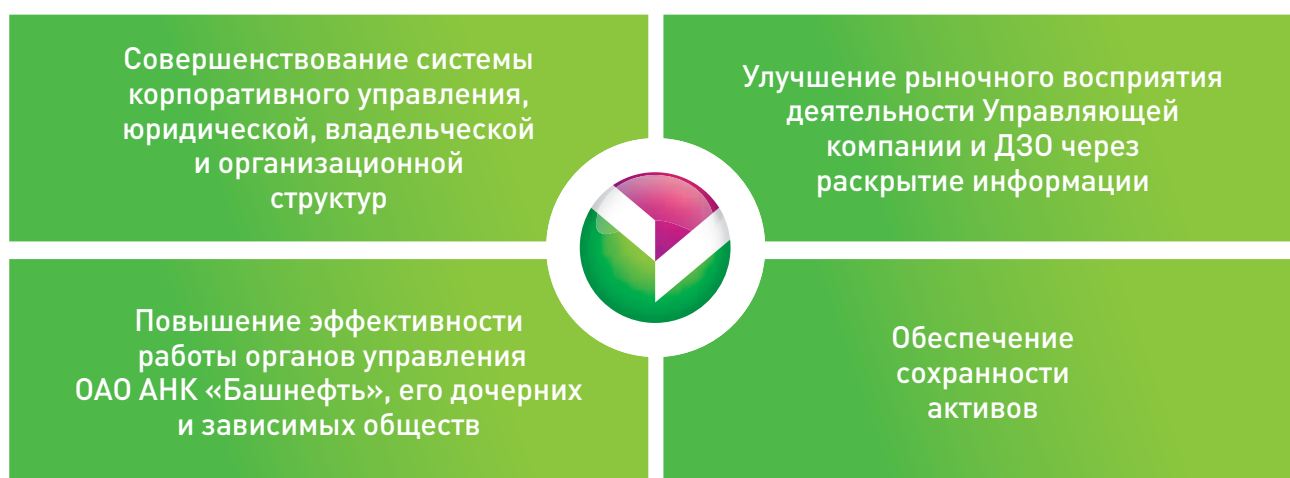 Совершенствование системы
корпоративного управления,
юридической, владельческой
и организационной
структур
Улучшение рыночного восприятия
деятельности Управляющей
компании и ДЗО через
раскрытие информации
Повышение эффективности
работы органов управления
ОАО АНК «Башнефть», его дочерних
и зависимых обществ
Обеспечение
сохранности
активов